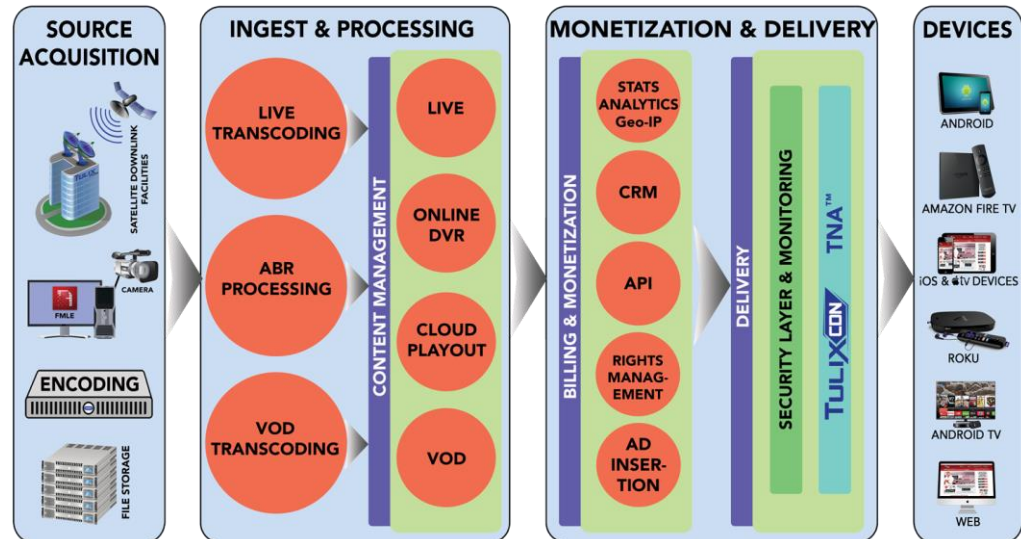 SOURCE
ACQUISITION
TULIX
SATELLITE DOWNLINK
FACILITIES
CAMERA
FMLE
ENCODING
FILE STORAGE
INGEST & PROCESSING
LIVE
TRANSCODING
ABR
PROCESSING
VOD
TRANSCODING
CONTENT MANAGEMENT
LIVE
ONLINE
DVR
CLOUD
PLAYOUT
VOD
MONETIZATION & DELIVERY
BILLING & MONETIZATION
STATS
ANALYTICS
Geo-IP
CRM
API
RIGHTS
MANAG-
EMENT
AD
INSER-
TION
DELIVERY
SECURITY LAYER & MONITORING
TULIXCON TNA™
DEVICES
ANDROID
AMAZON FIRE TV
iOS & tv DEVICES
ROKU
ANDROID TV
WEB